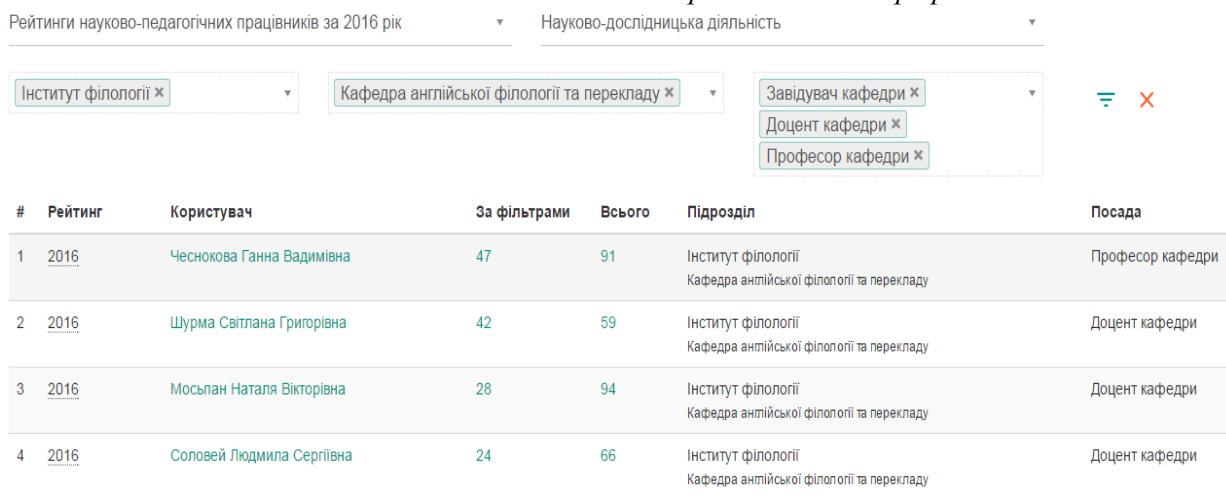 Рейтинги науково-педагогічних працівників за 2016 рік
Науково-дослідницька діяльність
Інститут філології ×
Кафедра англійської філології та перекладу ×
Завідувач кафедри ×
Доцент кафедри ×
Професор кафедри ×
# Рейтинг Користувач За фільтрами Всього Підрозділ Посада
1 2016 Чеснокова Ганна Вадимівна 47 91 Інститут філології Професор кафедри
Кафедра англійської філології та перекладу
2 2016 Шурма Світлана Григорівна 42 59 Інститут філології Доцент кафедри
Кафедра англійської філології та перекладу
3 2016 Мосьпан Наталя Вікторівна 28 94 Інститут філології Доцент кафедри
Кафедра англійської філології та перекладу
4 2016 Соловей Людмила Сергіївна 24 66 Інститут філології Доцент кафедри
Кафедра англійської філології та перекладу